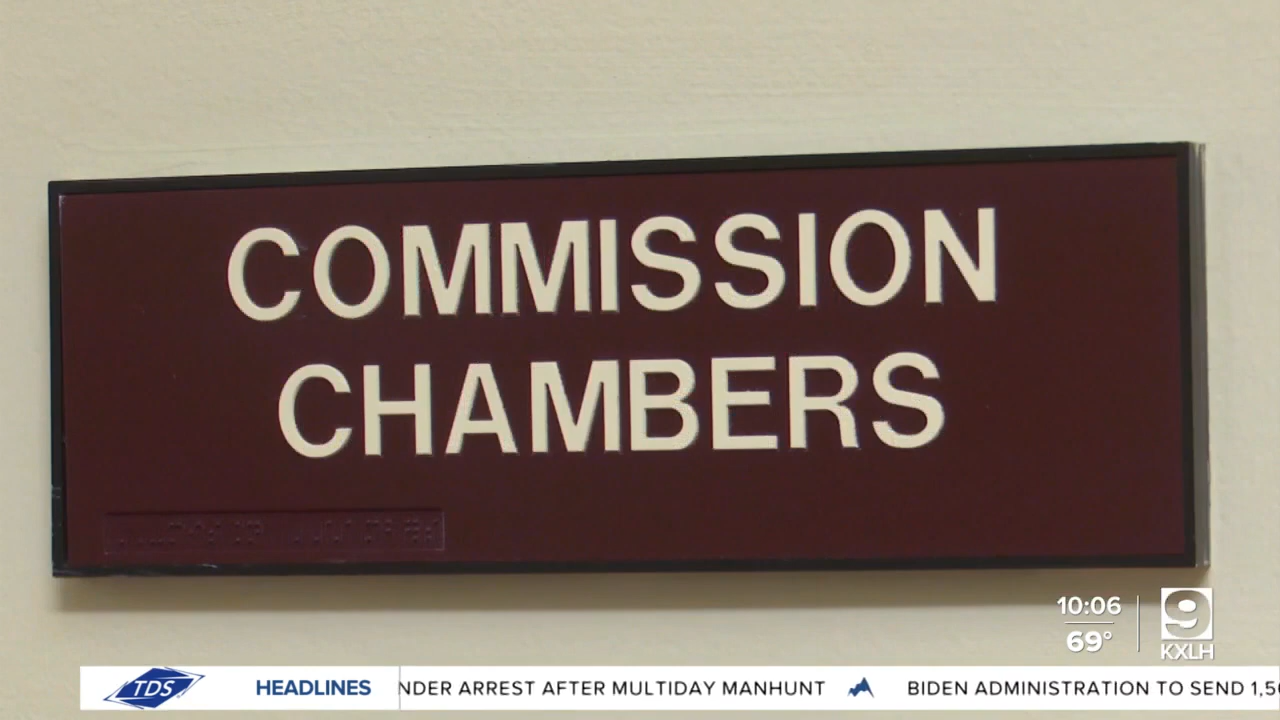 COMMISSION
CHAMBERS
10:06
69°
9
KXLH
TDS
HEADLINES
NDER ARREST AFTER MULTIDAY MANHUNT
BIDEN ADMINISTRATION TO SEND 1,5